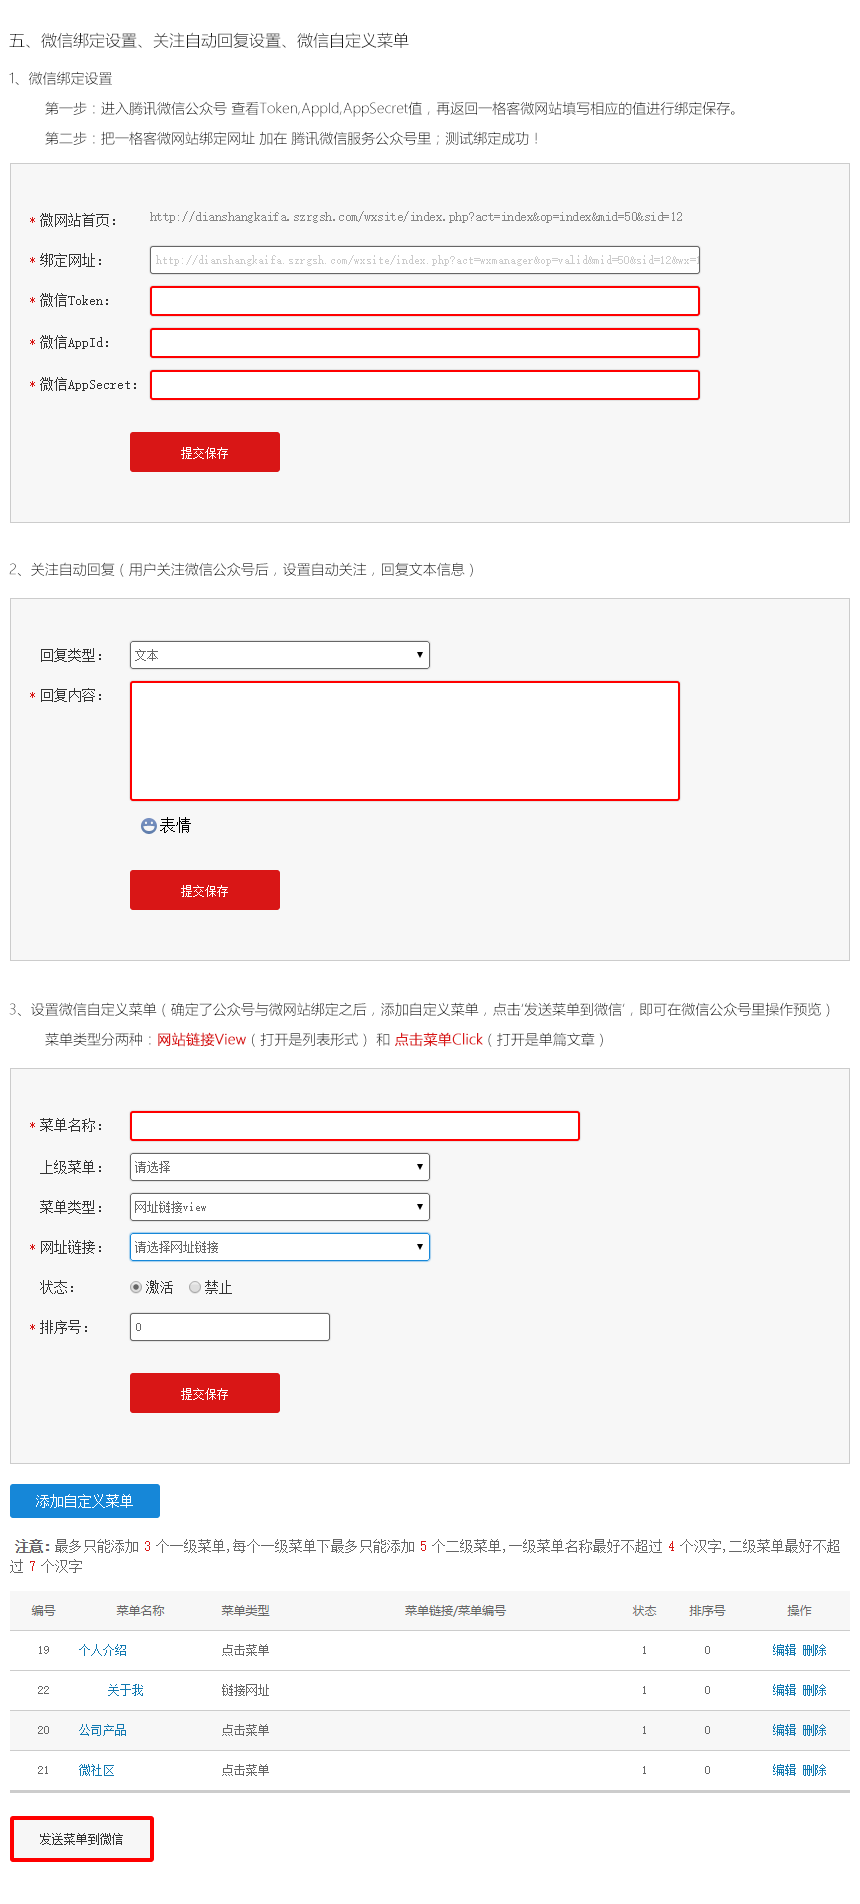 五、微信绑定设置、关注自动回复设置、微信自定义菜单
1、微信绑定设置
第一步：进入腾讯微信公众号 查看Token,AppId,AppSecret值，再返回一格客微网站填写相应的值进行绑定保存。
第二步：把一格客微网站绑定网址 加在 腾讯微信服务公众号里；测试绑定成功！
* 微网站首页： http://dianshangkaifa.szrgsh.com/wxsite/index.php?act=index&op=index&mid=50&sid=12
* 绑定网址： http://dianshangkaifa.szrgsh.com/wxsite/index.php?act=wxmanager&op=valid&mid=50&sid=12&wx=1
* 微信Token：
* 微信AppId：
* 微信AppSecret：
提交保存
2、关注自动回复（用户关注微信公众号后，设置自动关注，回复文本信息）
回复类型： 文本
* 回复内容：
表情
提交保存
3、设置微信自定义菜单（确定了公众号与微网站绑定之后，添加自定义菜单，点击'发送菜单到微信'，即可在微信公众号里操作预览）
菜单类型分两种：网站链接View（打开是列表形式）和 点击菜单Click（打开是单篇文章）
* 菜单名称：
上级菜单： 请选择
菜单类型： 网址链接view
* 网址链接： 请选择网址链接
状态： 激活 禁止
* 排序号： 0
提交保存
添加自定义菜单
注意：最多只能添加 3 个一级菜单,每个一级菜单下最多只能添加 5 个二级菜单,一级菜单名称最好不超过 4 个汉字,二级菜单最好不超
过 7 个汉字
编号 菜单名称 菜单类型 菜单链接/菜单编号 状态 排序号 操作
19 个人介绍 点击菜单 1 0 编辑 删除
22 关于我 链接网址 1 0 编辑 删除
20 公司产品 点击菜单 1 0 编辑 删除
21 微社区 点击菜单 1 0 编辑 删除
发送菜单到微信